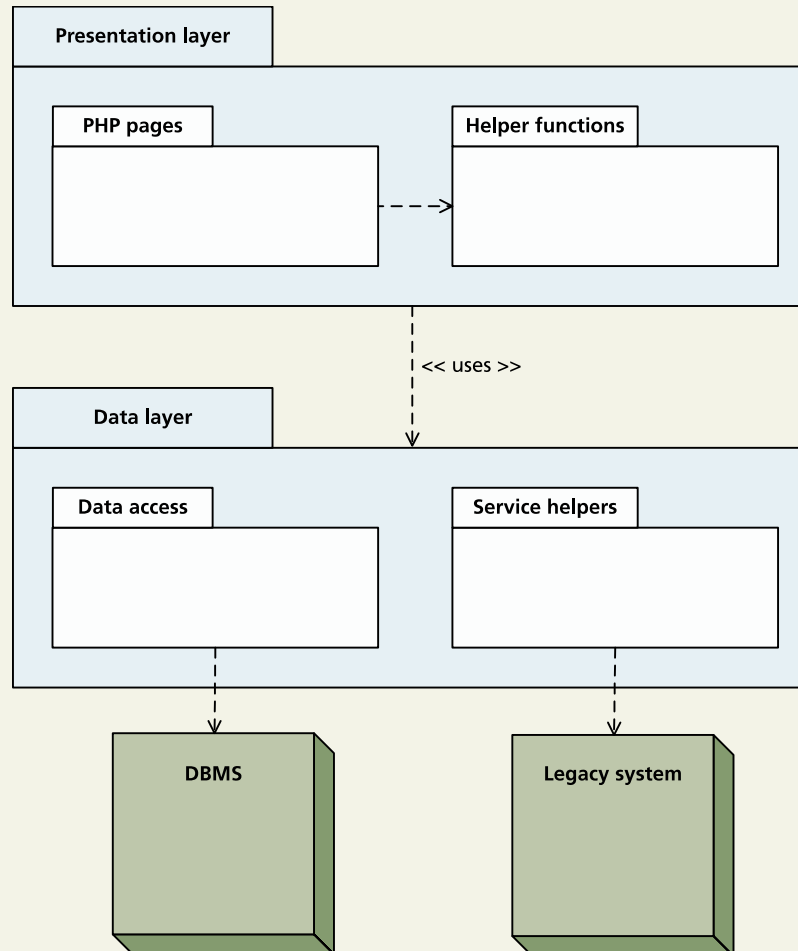 Presentation layer
PHP pages
Helper functions
<< uses >>
Data layer
Data access
Service helpers
DBMS
Legacy system